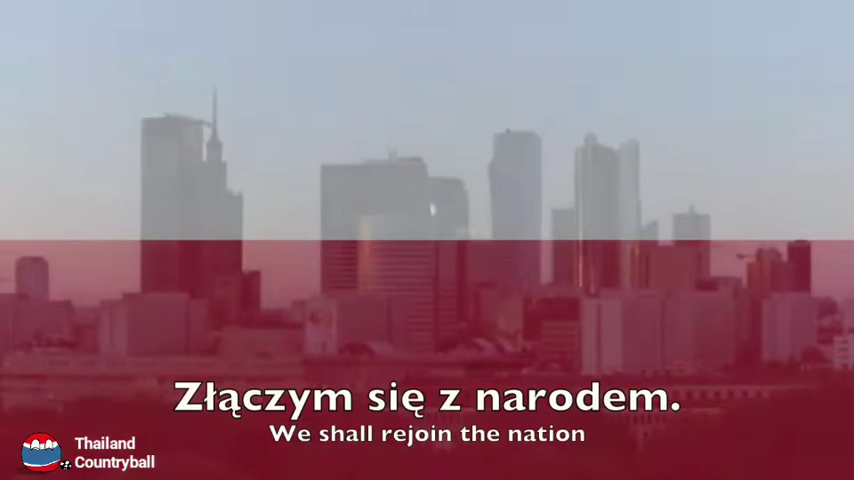 Złączym się z narodem.
We shall rejoin the nation
Thailand
Countryball